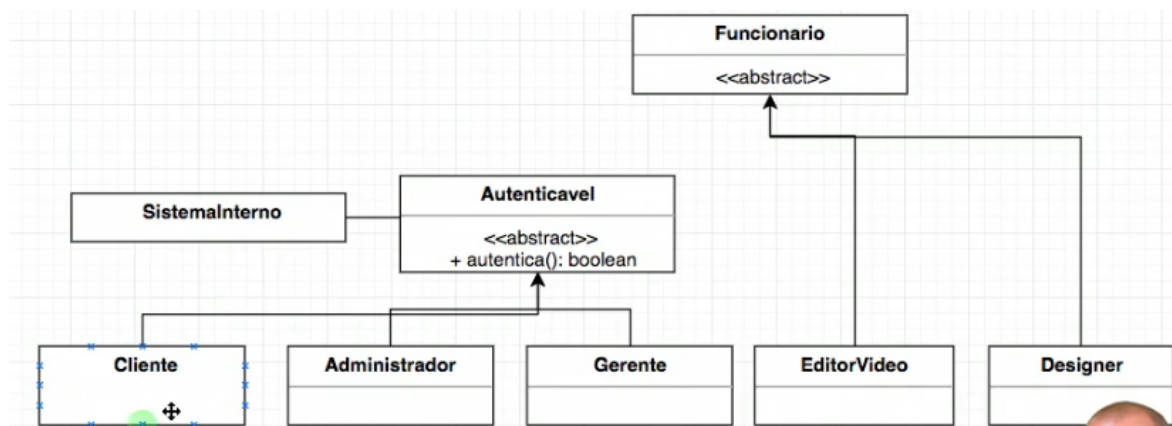 Funcionario
<<abstract>>
SistemaInterno
Autenticavel
<<abstract>>
+ autentica(): boolean
Cliente
Administrador
Gerente
EditorVideo
Designer